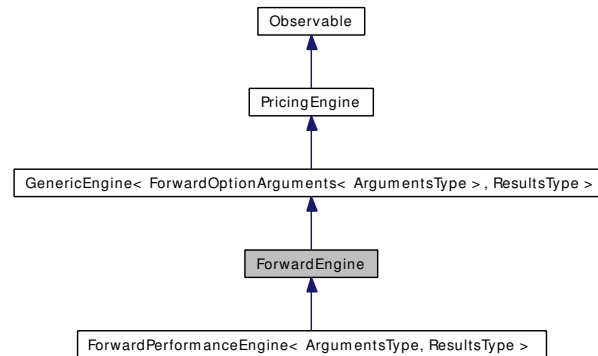 Observable
PricingEngine
GenericEngine< ForwardOptionArguments< ArgumentsType >, ResultsType >
ForwardEngine
ForwardPerformanceEngine< ArgumentsType, ResultsType >